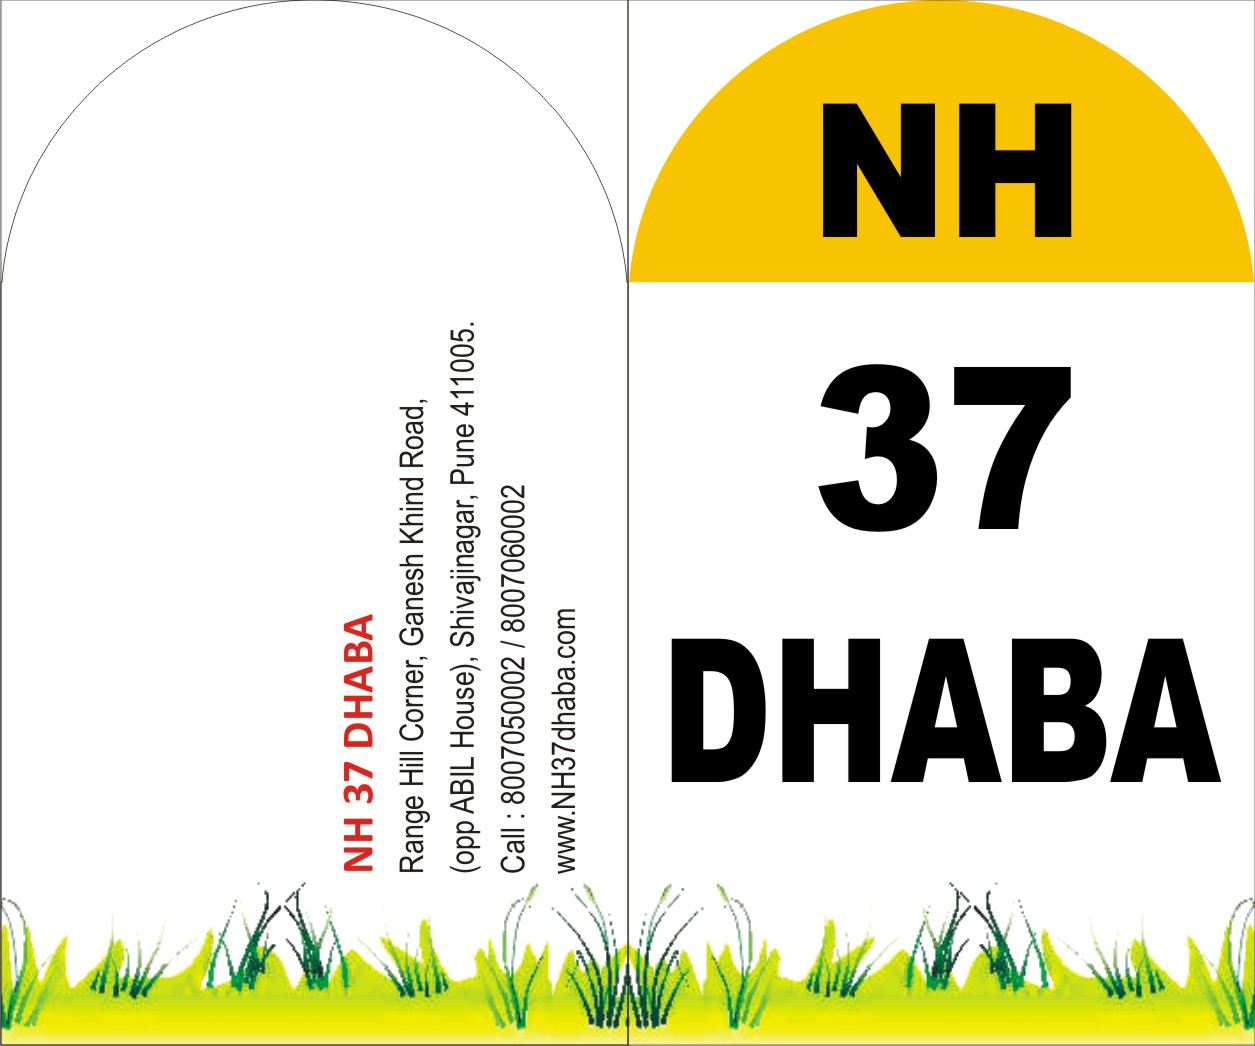 NH 37 DHABA
Range Hill Corner, Ganesh Khind Road,
(opp ABIL House), Shivajinagar, Pune 411005.
Call : 8007050002 / 8007060002
www.NH37dhaba.com
NH
37
DHABA